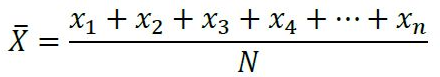 X̄ = (x₁ + x₂ + x₃ + x₄ + ⋯ + xₙ) / N